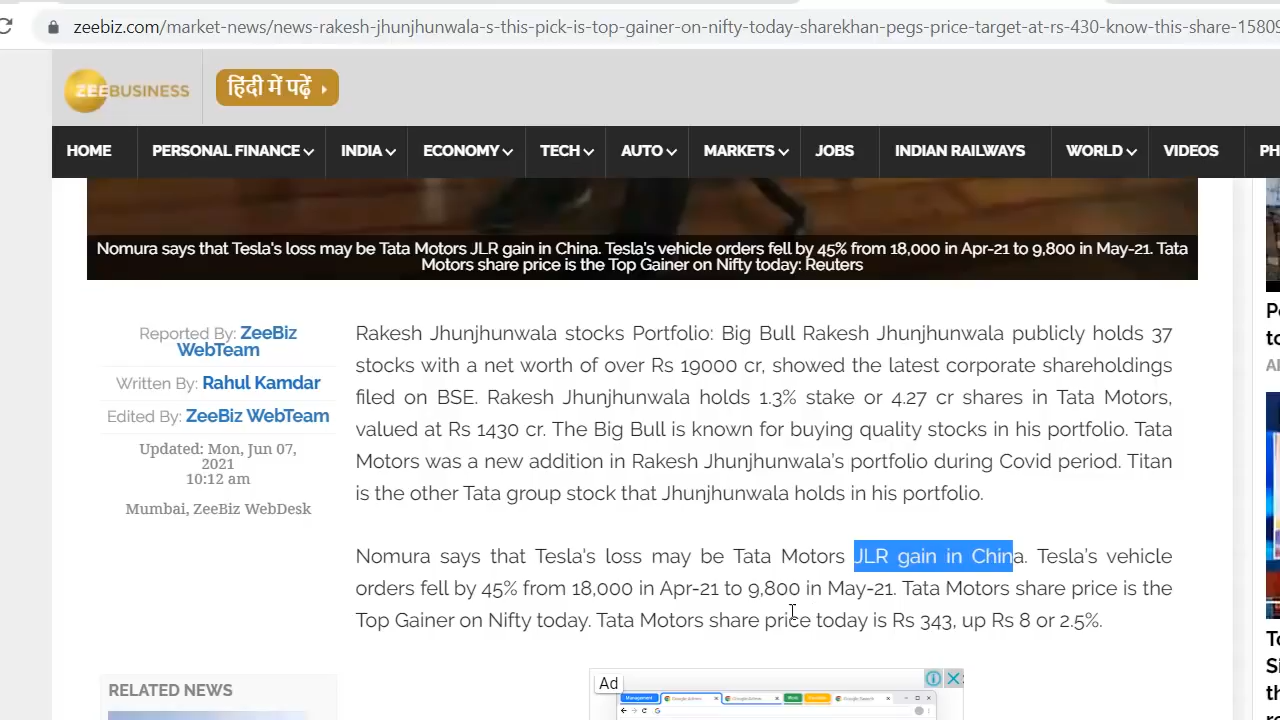 zeebiz.com/market-news/news-rakesh-jhunjhunwala-s-this-pick-is-top-gainer-on-nifty-today-sharekhan-pegs-price-target-at-rs-430-know-this-share-15809
ZEEBUSINESS
हिंदी में पढ़ें
HOME PERSONAL FINANCE INDIA ECONOMY TECH AUTO MARKETS JOBS INDIAN RAILWAYS WORLD VIDEOS PH
Nomura says that Tesla's loss may be Tata Motors JLR gain in China. Tesla's vehicle orders fell by 45% from 18,000 in Apr-21 to 9,800 in May-21. Tata
Motors share price is the Top Gainer on Nifty today: Reuters
Reported By: ZeeBiz
WebTeam
Written By: Rahul Kamdar
Edited By: ZeeBiz WebTeam
Updated: Mon, Jun 07,
2021
10:12 am
Mumbai, ZeeBiz WebDesk
Rakesh Jhunjhunwala stocks Portfolio: Big Bull Rakesh Jhunjhunwala publicly holds 37
stocks with a net worth of over Rs 19000 cr, showed the latest corporate shareholdings
filed on BSE. Rakesh Jhunjhunwala holds 1.3% stake or 4.27 cr shares in Tata Motors,
valued at Rs 1430 cr. The Big Bull is known for buying quality stocks in his portfolio. Tata
Motors was a new addition in Rakesh Jhunjhunwala's portfolio during Covid period. Titan
is the other Tata group stock that Jhunjhunwala holds in his portfolio.
Nomura says that Tesla's loss may be Tata Motors JLR gain in China. Tesla's vehicle
orders fell by 45% from 18,000 in Apr-21 to 9,800 in May-21. Tata Motors share price is the
Top Gainer on Nifty today. Tata Motors share price today is Rs 343, up Rs 8 or 2.5%.
RELATED NEWS
Ad